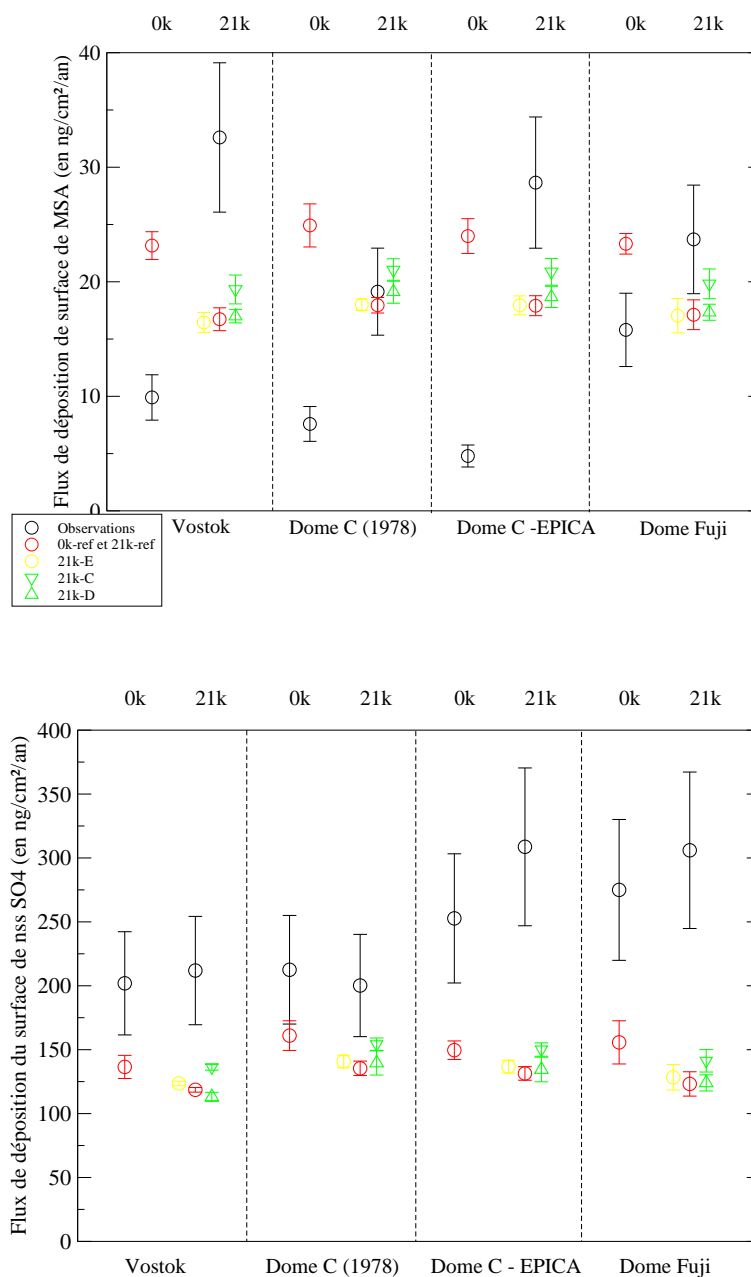 0k 21k 0k 21k 0k 21k 0k 21k
Flux de déposition de surface de MSA (en ng/cm²/an)
40
30
20
10
0
Vostok Dome C (1978) Dome C -EPICA Dome Fuji
Observations
0k-ref et 21k-ref
21k-E
21k-C
21k-D
0k 21k 0k 21k 0k 21k 0k 21k
Flux de déposition du surface de nss SO4 (en ng/cm²/an)
400
350
300
250
200
150
100
50
0
Vostok Dome C (1978) Dome C - EPICA Dome Fuji